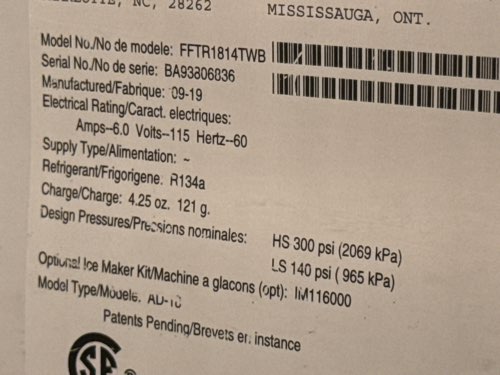 NC, 28262
MISSISSAUGA, ONT.
Model No./No de modele: FFTR1814TWB
Serial No./No de serie: BA93806836
Manufactured/Fabrique: 09-19
Electrical Rating/Caract. electriques:
Amps--6.0 Volts--115 Hertz--60
Supply Type/Alimentation: ~
Refrigerant/Frigorigene: R134a
Charge/Charge: 4.25 oz. 121 g.
Design Pressures/Pressions nominales: HS 300 psi (2069 kPa)
LS 140 psi ( 965 kPa)
Optional Ice Maker Kit/Machine a glacons (opt): IM116000
Model Type/Modele:
Patents Pending/Brevets en instance